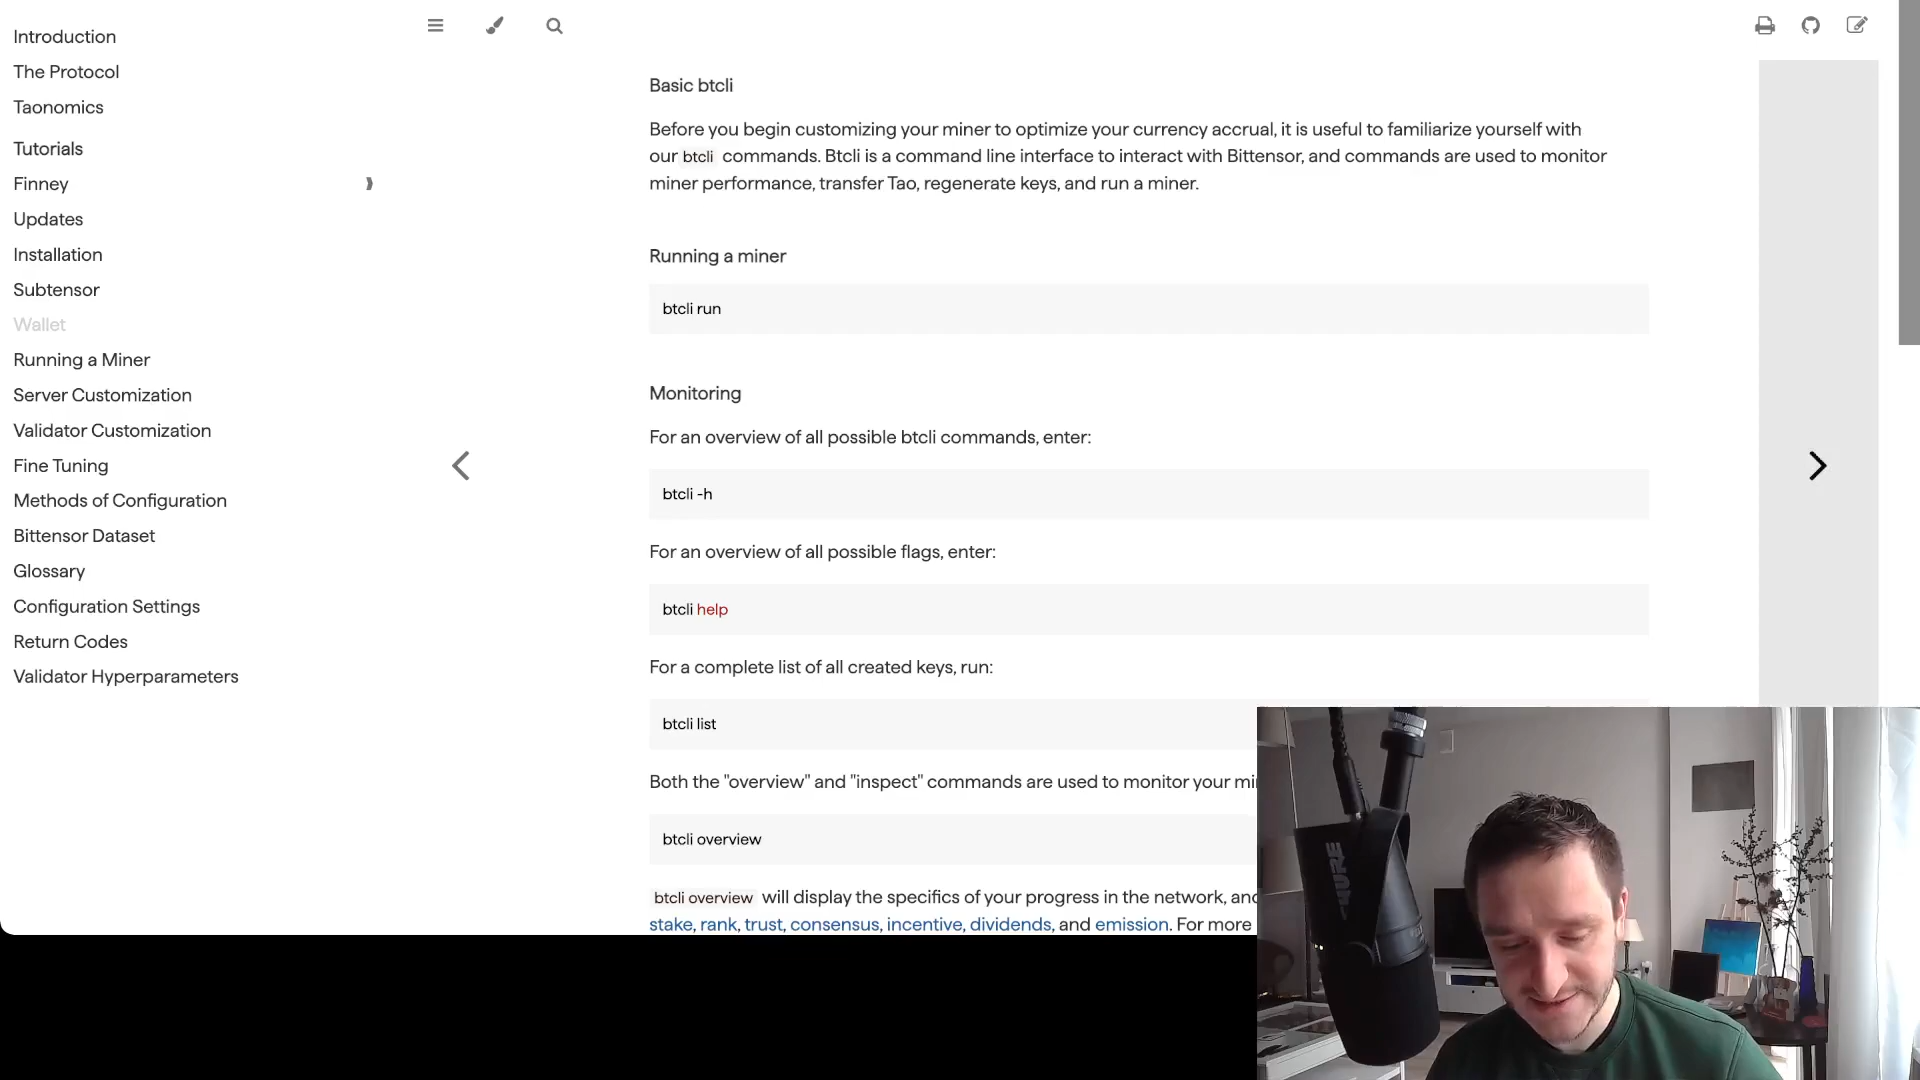 Introduction
The Protocol
Taonomics
Tutorials
Finney
Updates
Installation
Subtensor
Wallet
Running a Miner
Server Customization
Validator Customization
Fine Tuning
Methods of Configuration
Bittensor Dataset
Glossary
Configuration Settings
Return Codes
Validator Hyperparameters
Basic btcli
Before you begin customizing your miner to optimize your currency accrual, it is useful to familiarize yourself with
our btcli commands. Btcli is a command line interface to interact with Bittensor, and commands are used to monitor
miner performance, transfer Tao, regenerate keys, and run a miner.
Running a miner
btcli run
Monitoring
For an overview of all possible btcli commands, enter:
btcli -h
For an overview of all possible flags, enter:
btcli help
For a complete list of all created keys, run:
btcli list
Both the "overview" and "inspect" commands are used to monitor your
btcli overview
btcli overview will display the specifics of your progress in the network,
stake, rank, trust, consensus, incentive, dividends, and emission. For more
SHURE